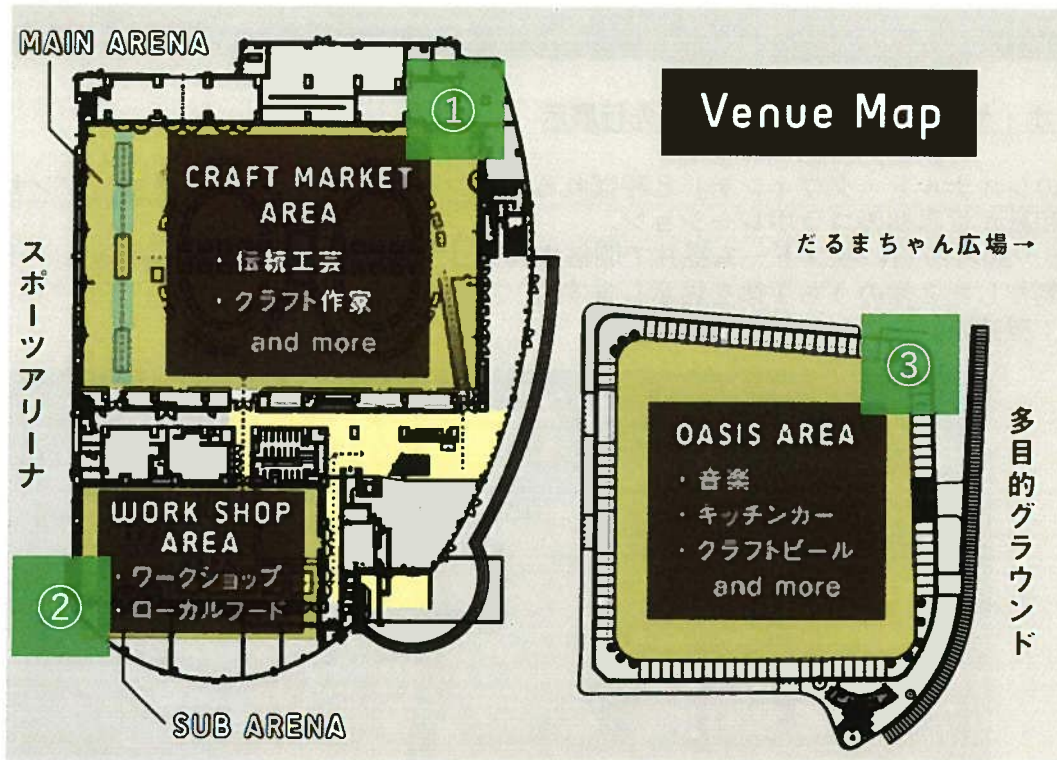 MAIN ARENA
①
Venue Map
CRAFT MARKET
AREA
・伝統工芸
・クラフト作家
and more
だるまちゃん広場→
スポーツアリーナ
③
OASIS AREA
・音楽
・キッチンカー
・クラフトビール
and more
多目的グラウンド
WORK SHOP
AREA
・ワークショップ
・ローカルフード
②
SUB ARENA